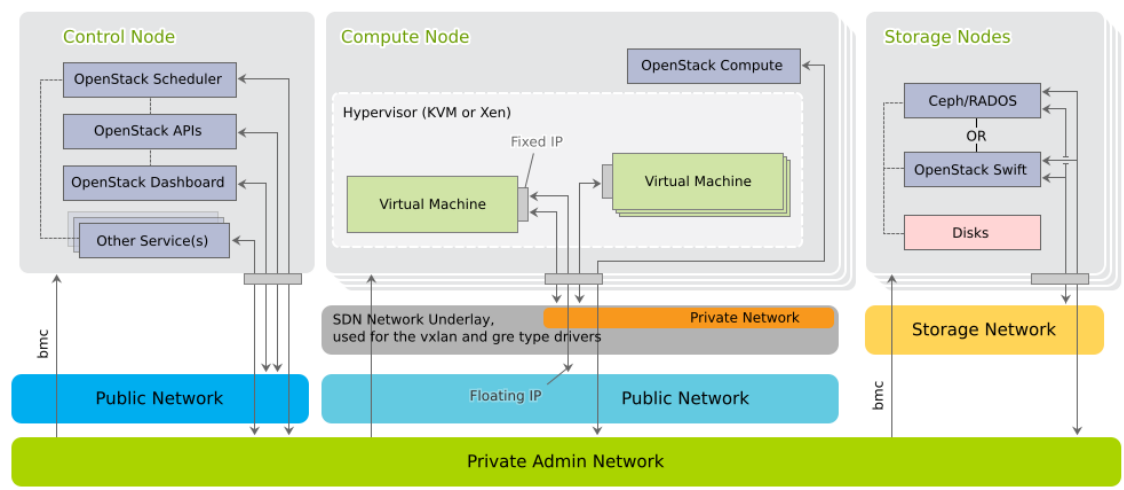 Control Node
OpenStack Scheduler
OpenStack APIs
OpenStack Dashboard
Other Service(s)
bmc
Public Network
Compute Node
OpenStack Compute
Hypervisor (KVM or Xen)
Fixed IP
Virtual Machine
Virtual Machine
SDN Network Underlay,
used for the vxlan and gre type drivers
Private Network
Floating IP
Public Network
Storage Nodes
Ceph/RADOS
OR
OpenStack Swift
Disks
Storage Network
bmc
Private Admin Network